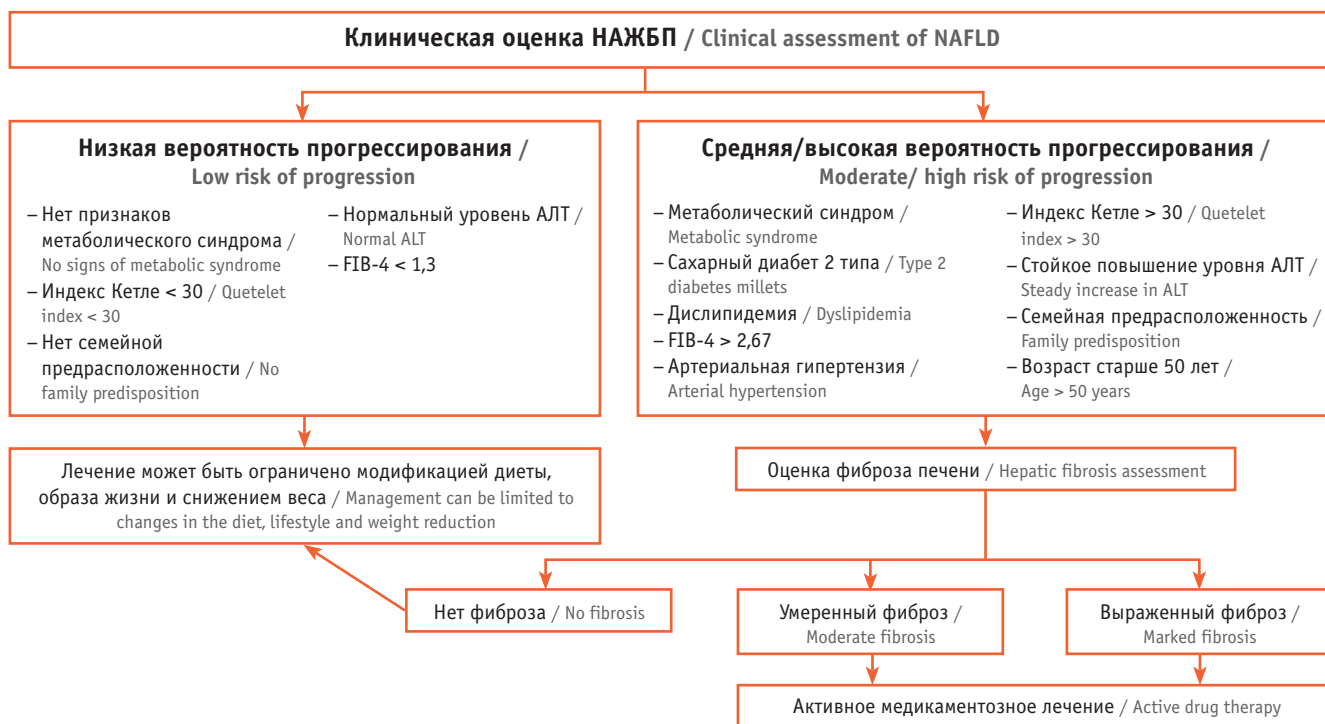 Клиническая оценка НАЖБП / Clinical assessment of NAFLD
Низкая вероятность прогрессирования /
Low risk of progression
– Нет признаков
метаболического синдрома /
No signs of metabolic syndrome
– Индекс Кетле < 30 / Quetelet
index < 30
– Нет семейной
предрасположенности / No
family predisposition
– Нормальный уровень АЛТ /
Normal ALT
– FIB-4 < 1,3
Средняя/высокая вероятность прогрессирования /
Moderate/ high risk of progression
– Метаболический синдром /
Metabolic syndrome
– Сахарный диабет 2 типа / Type 2
diabetes millets
– Дислипидемия / Dyslipidemia
– FIB-4 > 2,67
– Артериальная гипертензия /
Arterial hypertension
– Индекс Кетле > 30 / Quetelet
index > 30
– Стойкое повышение уровня АЛТ /
Steady increase in ALT
– Семейная предрасположенность /
Family predisposition
– Возраст старше 50 лет /
Age > 50 years
Лечение может быть ограничено модификацией диеты,
образа жизни и снижением веса / Management can be limited to
changes in the diet, lifestyle and weight reduction
Оценка фиброза печени / Hepatic fibrosis assessment
Нет фиброза / No fibrosis
Умеренный фиброз /
Moderate fibrosis
Выраженный фиброз /
Marked fibrosis
Активное медикаментозное лечение / Active drug therapy